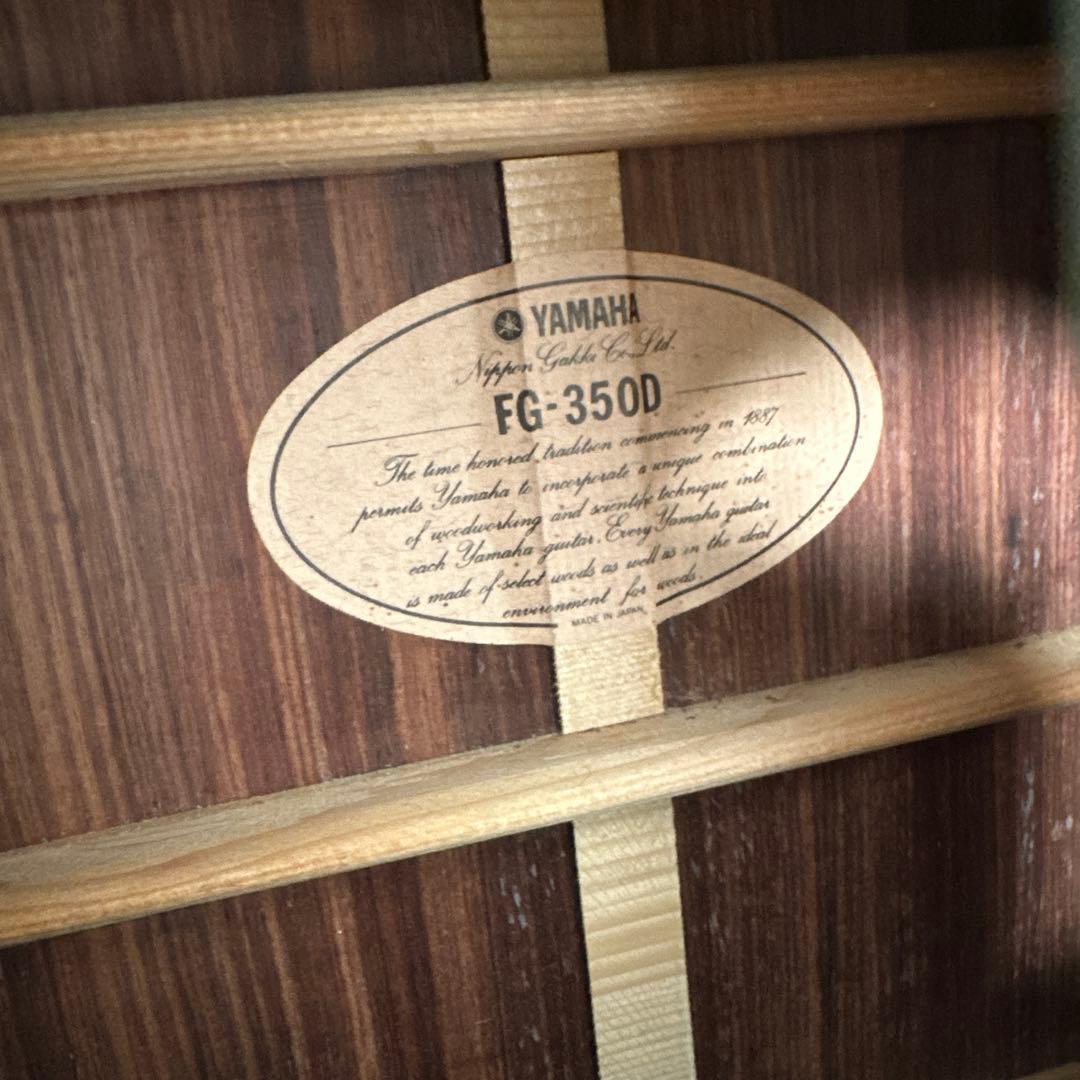 YAMAHA
Nippon Gakki Co., Ltd.
FG-350D
The time honored tradition commencing in 1887
permits Yamaha to incorporate a unique combination
of woodworking and scientific technique into
each Yamaha guitar. Every Yamaha guitar
is made of select woods as well as in the ideal
environment for woods.
MADE IN JAPAN